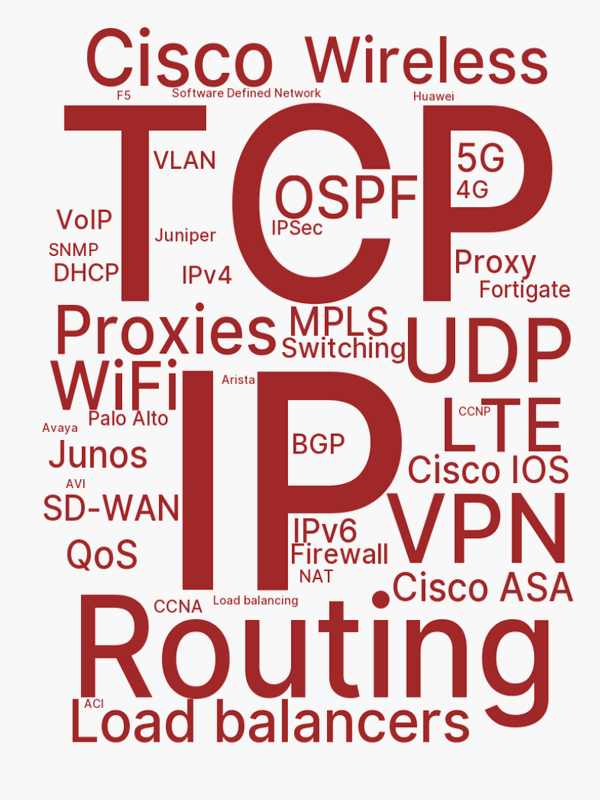 Cisco
Wireless
F5
Software Defined Network
Huawei
TCP
VLAN
5G
4G
OSPF
VoIP
IPSec
Juniper
SNMP
DHCP
IPv4
Proxy
Fortigate
Proxies
MPLS
Switching
UDP
WiFi
Arista
IP
Palo Alto
CCNP
LTE
Avaya
Junos
BGP
Cisco IOS
AVI
SD-WAN
VPN
IPv6
QoS
Firewall
NAT
Cisco ASA
CCNA
Load balancing
Routing
ACI
Load balancers